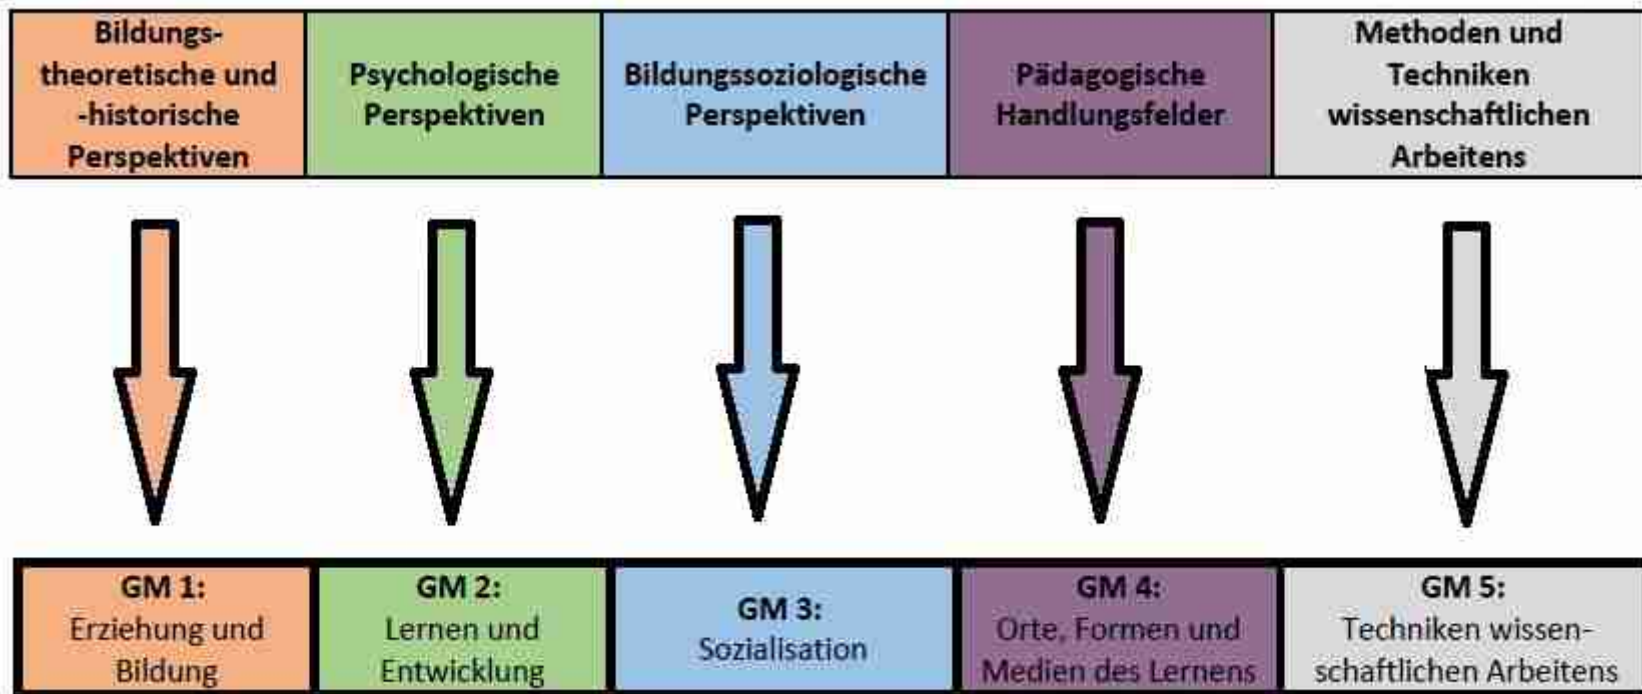 Bildungs-
theoretische und
-historische
Perspektiven
Psychologische
Perspektiven
Bildungssoziologische
Perspektiven
Pädagogische
Handlungsfelder
Methoden und
Techniken
wissenschaftlichen
Arbeitens
GM 1:
Erziehung und
Bildung
GM 2:
Lernen und
Entwicklung
GM 3:
Sozialisation
GM 4:
Orte, Formen und
Medien des Lernens
GM 5:
Techniken wissen-
schaftlichen Arbeitens